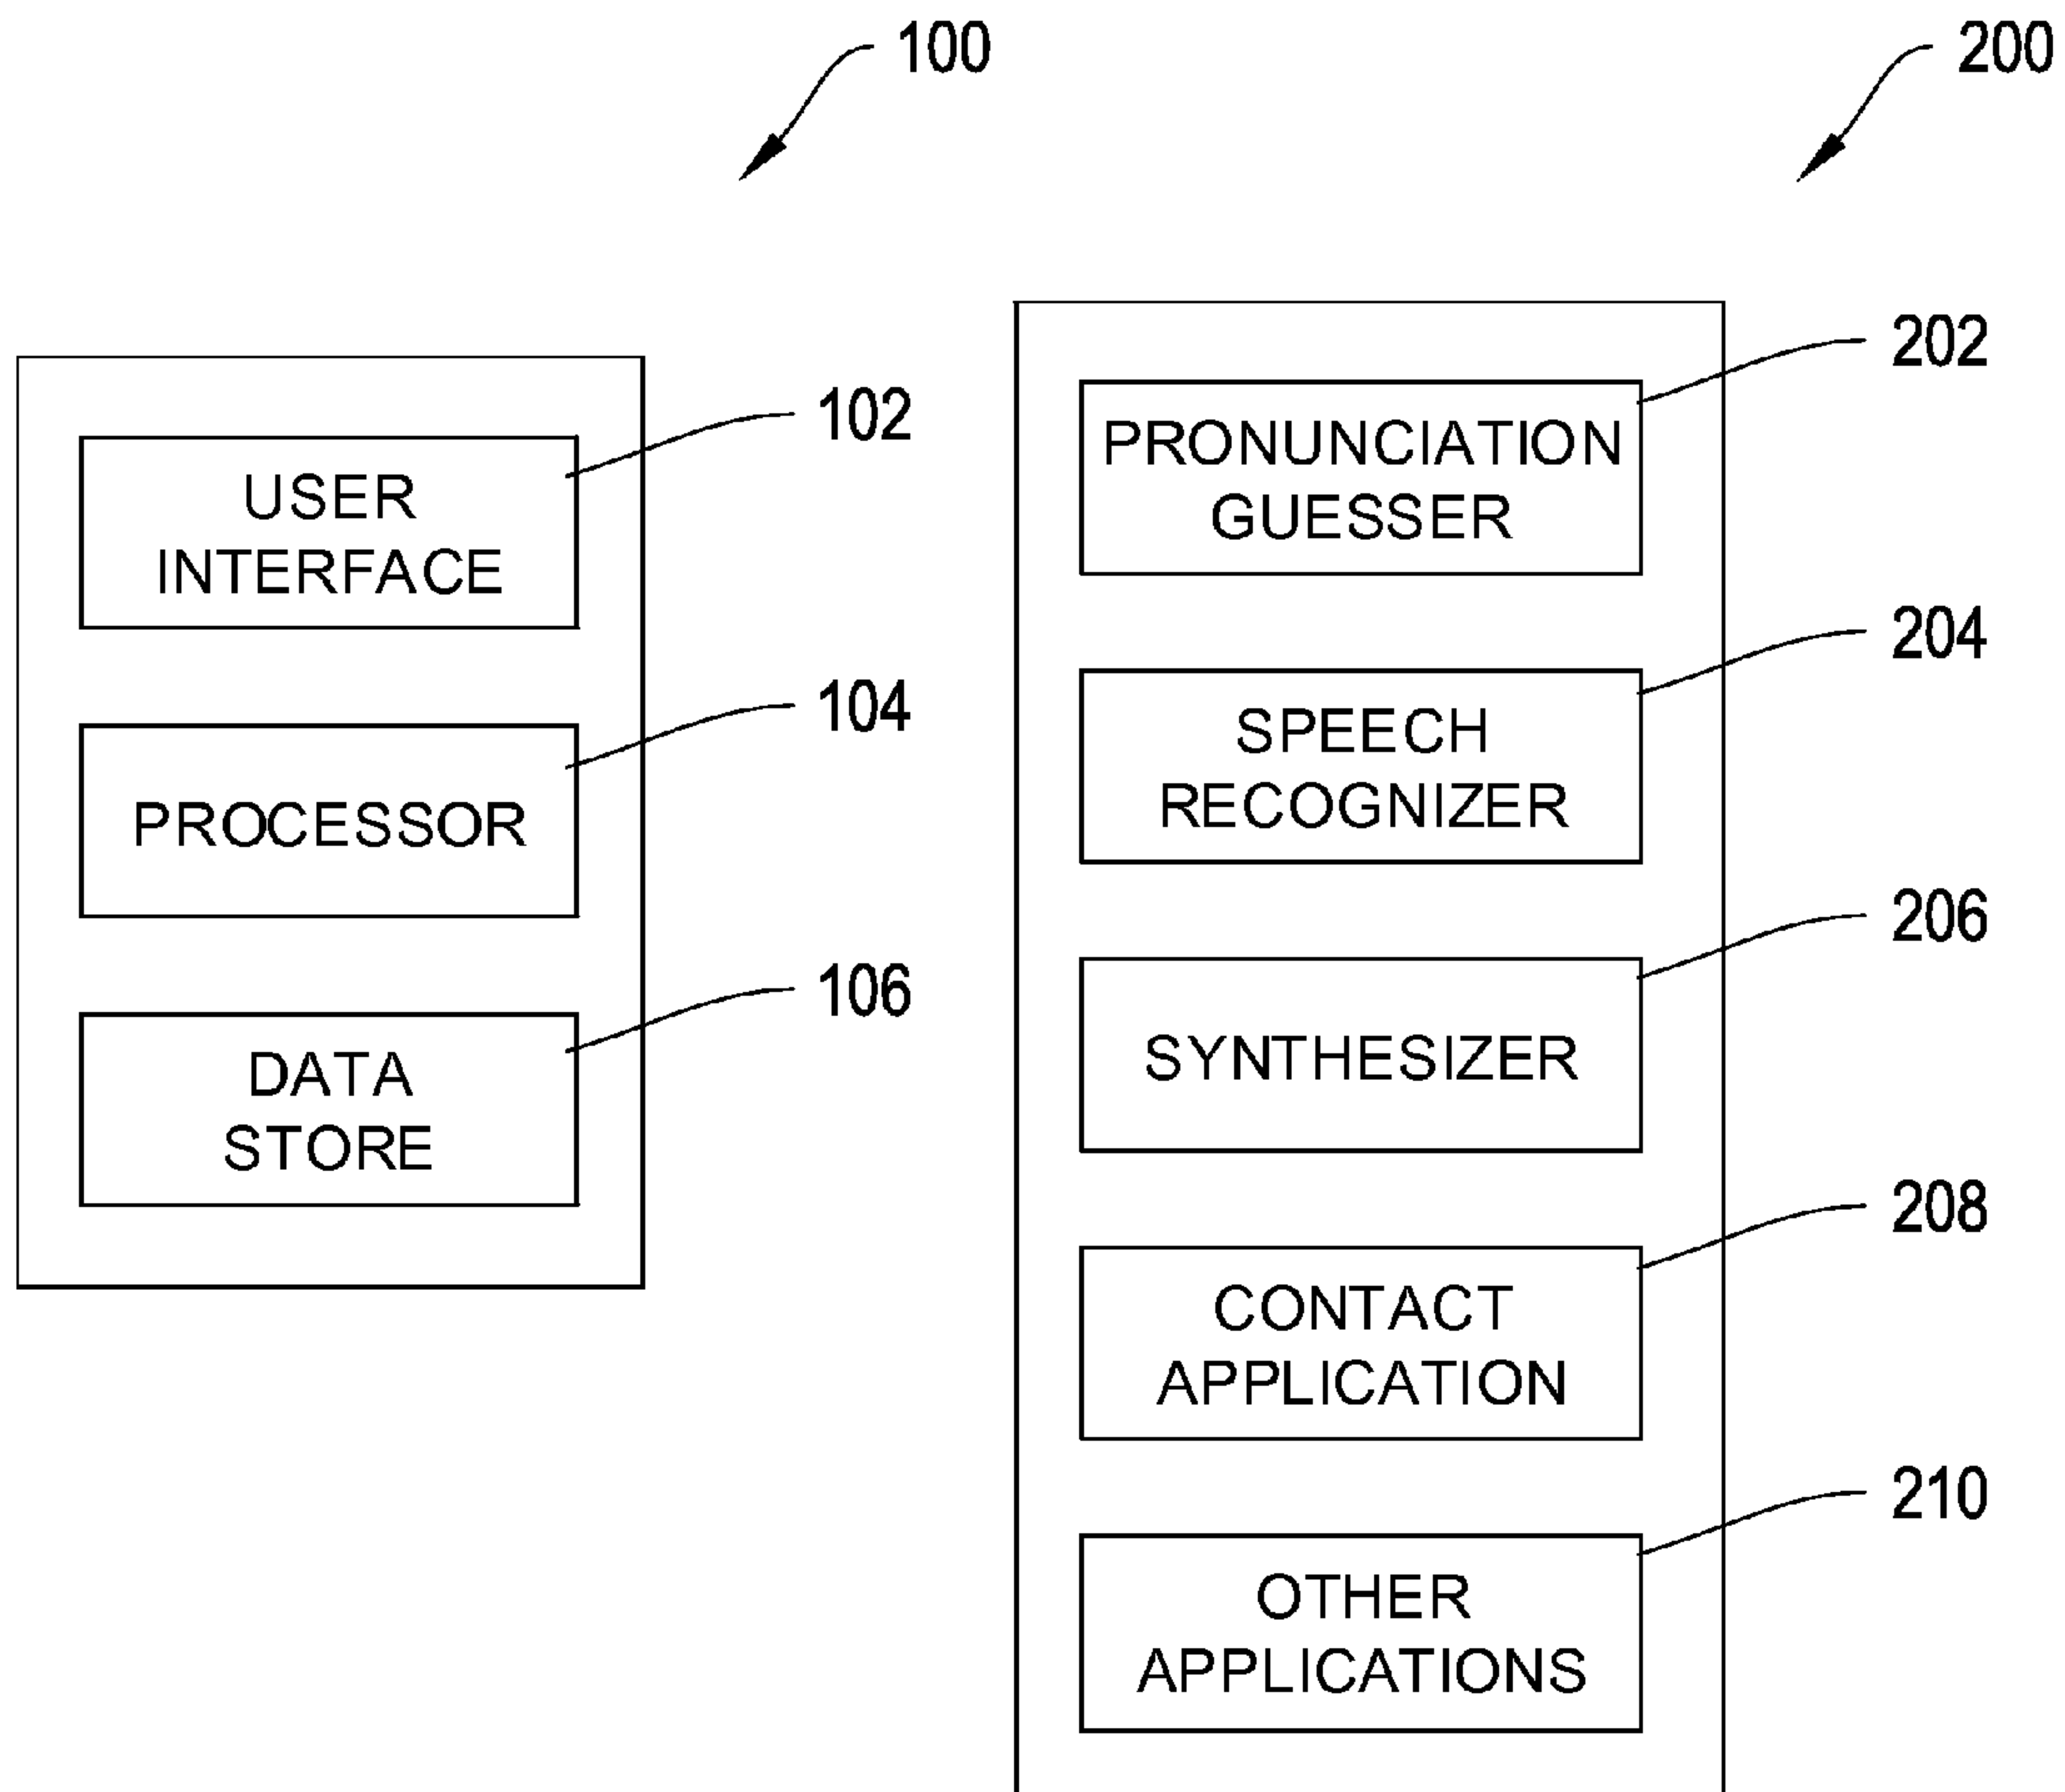 100
102
USER
INTERFACE
104
PROCESSOR
106
DATA
STORE
200
202
PRONUNCIATION
GUESSER
204
SPEECH
RECOGNIZER
206
SYNTHESIZER
208
CONTACT
APPLICATION
210
OTHER
APPLICATIONS